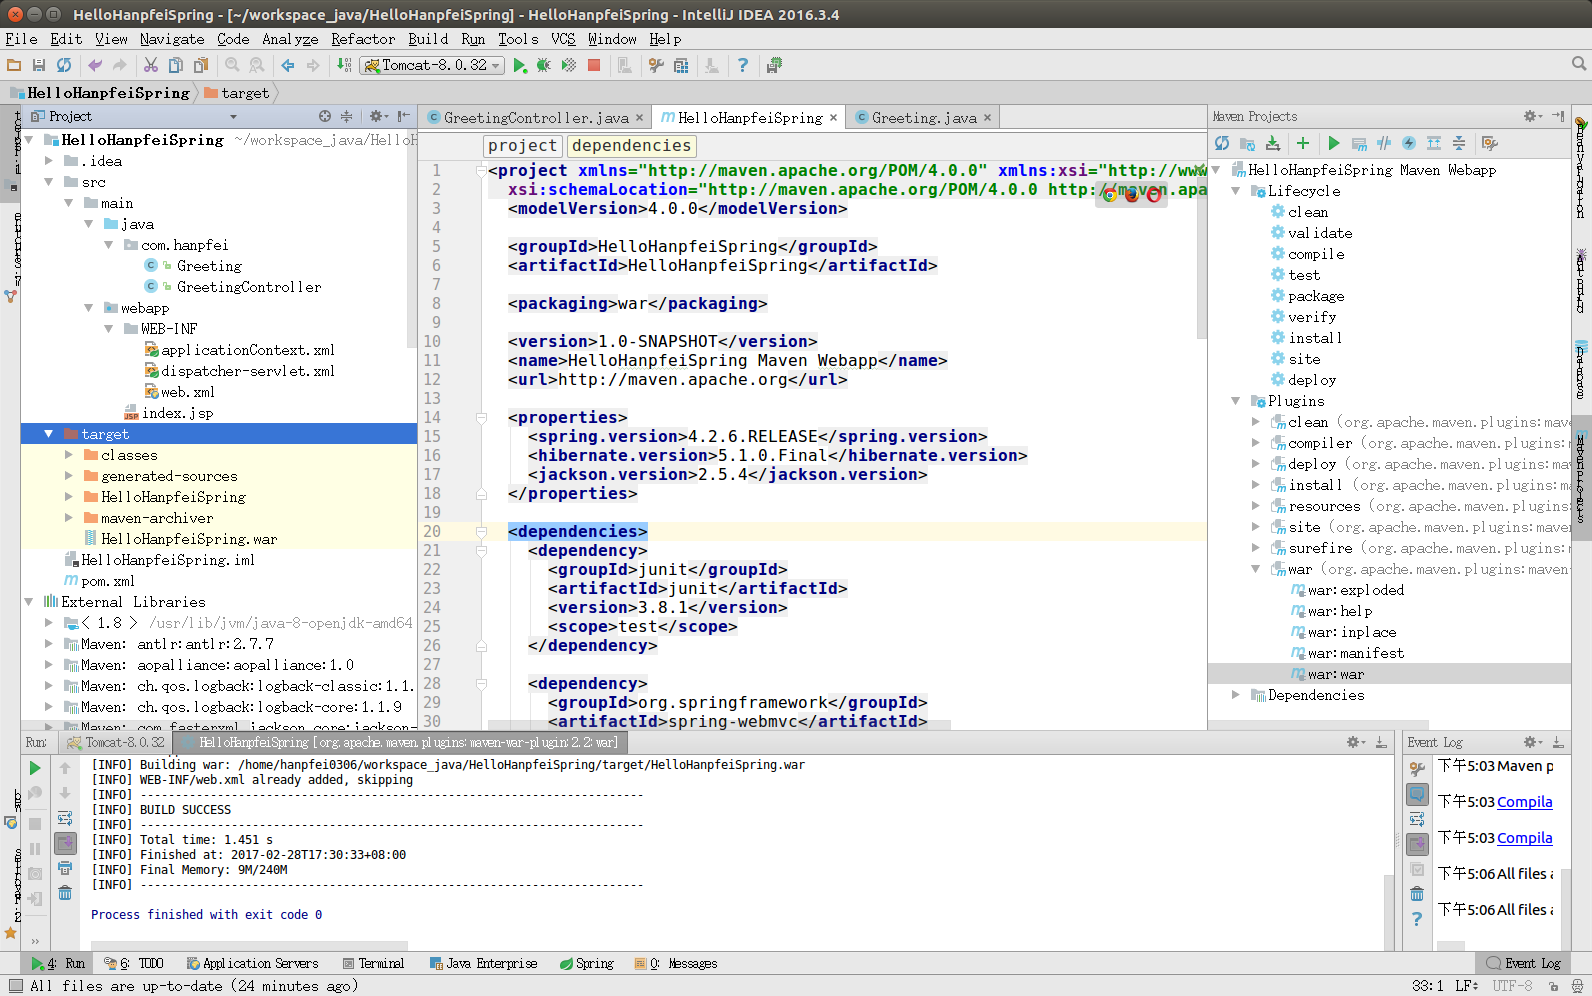 HelloHanpfeiSpring - [~/workspace_java/HelloHanpfeiSpring] - HelloHanpfeiSpring - IntelliJ IDEA 2016.3.4
File Edit View Navigate Code Analyze Refactor Build Run Tools VCS Window Help
Tomcat-8.0.32
HelloHanpfeiSpring target
Project
HelloHanpfeiSpring ~/workspace_java/HelloH
.idea
src
main
java
com.hanpfei
Greeting
GreetingController
webapp
WEB-INF
applicationContext.xml
dispatcher-servlet.xml
web.xml
index.jsp
target
classes
generated-sources
HelloHanpfeiSpring
maven-archiver
HelloHanpfeiSpring.war
HelloHanpfeiSpring.iml
pom.xml
External Libraries
< 1.8 > /usr/lib/jvm/java-8-openjdk-amd64
Maven: antlr:antlr:2.7.7
Maven: aopalliance:aopalliance:1.0
Maven: ch.qos.logback:logback-classic:1.1.
Maven: ch.qos.logback:logback-core:1.1.9
Maven: com.fasterxml.jackson.core:jackson-
GreetingController.java HelloHanpfeiSpring Greeting.java
project dependencies
1 <project xmlns="http://maven.apache.org/POM/4.0.0" xmlns:xsi="http://www
2 xsi:schemaLocation="http://maven.apache.org/POM/4.0.0 http://maven.apa
3 <modelVersion>4.0.0</modelVersion>
4
5 <groupId>HelloHanpfeiSpring</groupId>
6 <artifactId>HelloHanpfeiSpring</artifactId>
7
8 <packaging>war</packaging>
9
10 <version>1.0-SNAPSHOT</version>
11 <name>HelloHanpfeiSpring Maven Webapp</name>
12 <url>http://maven.apache.org</url>
13
14 <properties>
15 <spring.version>4.2.6.RELEASE</spring.version>
16 <hibernate.version>5.1.0.Final</hibernate.version>
17 <jackson.version>2.5.4</jackson.version>
18 </properties>
19
20 <dependencies>
21 <dependency>
22 <groupId>junit</groupId>
23 <artifactId>junit</artifactId>
24 <version>3.8.1</version>
25 <scope>test</scope>
26 </dependency>
27
28 <dependency>
29 <groupId>org.springframework</groupId>
30 <artifactId>spring-webmvc</artifactId>
Maven Projects
HelloHanpfeiSpring Maven Webapp
Lifecycle
clean
validate
compile
test
package
verify
install
site
deploy
Plugins
clean (org.apache.maven.plugins:mave
compiler (org.apache.maven.plugins:m
deploy (org.apache.maven.plugins:mav
install (org.apache.maven.plugins:ma
resources (org.apache.maven.plugins:
site (org.apache.maven.plugins:maven
surefire (org.apache.maven.plugins:m
war (org.apache.maven.plugins:maven-
war:exploded
war:help
war:inplace
war:manifest
war:war
Dependencies
Run: Tomcat-8.0.32 HelloHanpfeiSpring [org.apache.maven.plugins:maven-war-plugin:2.2:war]
[INFO] Building war: /home/hanpfei0306/workspace_java/HelloHanpfeiSpring/target/HelloHanpfeiSpring.war
[INFO] WEB-INF/web.xml already added, skipping
[INFO] ------------------------------------------------------------------------
[INFO] BUILD SUCCESS
[INFO] ------------------------------------------------------------------------
[INFO] Total time: 1.451 s
[INFO] Finished at: 2017-02-28T17:30:33+08:00
[INFO] Final Memory: 9M/240M
[INFO] ------------------------------------------------------------------------
Process finished with exit code 0
Event Log
下午5:03 Maven p
下午5:03 Compila
下午5:03 Compila
下午5:06 All files a
下午5:06 All files a
4: Run 6: TODO Application Servers Terminal Java Enterprise Spring 0: Messages Event Log
All files are up-to-date (24 minutes ago) 33:1 LF UTF-8